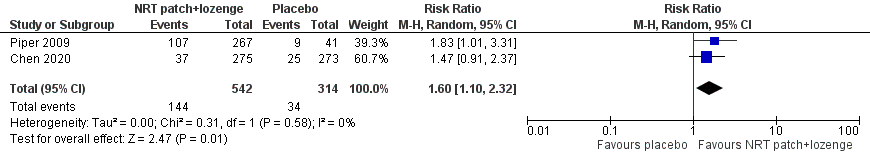 NRT patch+lozenge Placebo Risk Ratio Risk Ratio
Study or Subgroup Events Total Events Total Weight M-H, Random, 95% CI M-H, Random, 95% CI
Piper 2009 107 267 9 41 39.3% 1.83 [1.01, 3.31]
Chen 2020 37 275 25 273 60.7% 1.47 [0.91, 2.37]
Total (95% CI) 542 314 100.0% 1.60 [1.10, 2.32]
Total events 144 34
Heterogeneity: Tau² = 0.00; Chi² = 0.31, df = 1 (P = 0.58); I² = 0%
Test for overall effect: Z = 2.47 (P = 0.01)
0.01 0.1 1 10 100
Favours placebo Favours NRT patch+lozenge